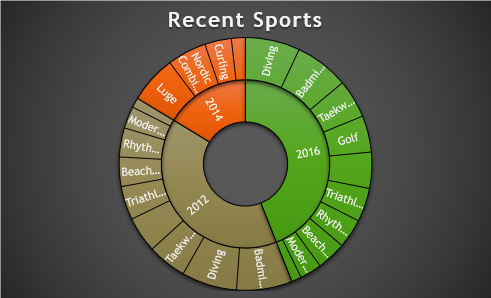 Recent Sports
Diving
Badmi...
Taekw...
Golf
Triathl...
Rhyth...
Beach...
Moder...
Badmi...
Diving
Taekw...
Triathl...
Beach...
Rhyth...
Moder...
Luge
Nordic
Combi...
Curling
2016
2012
2014